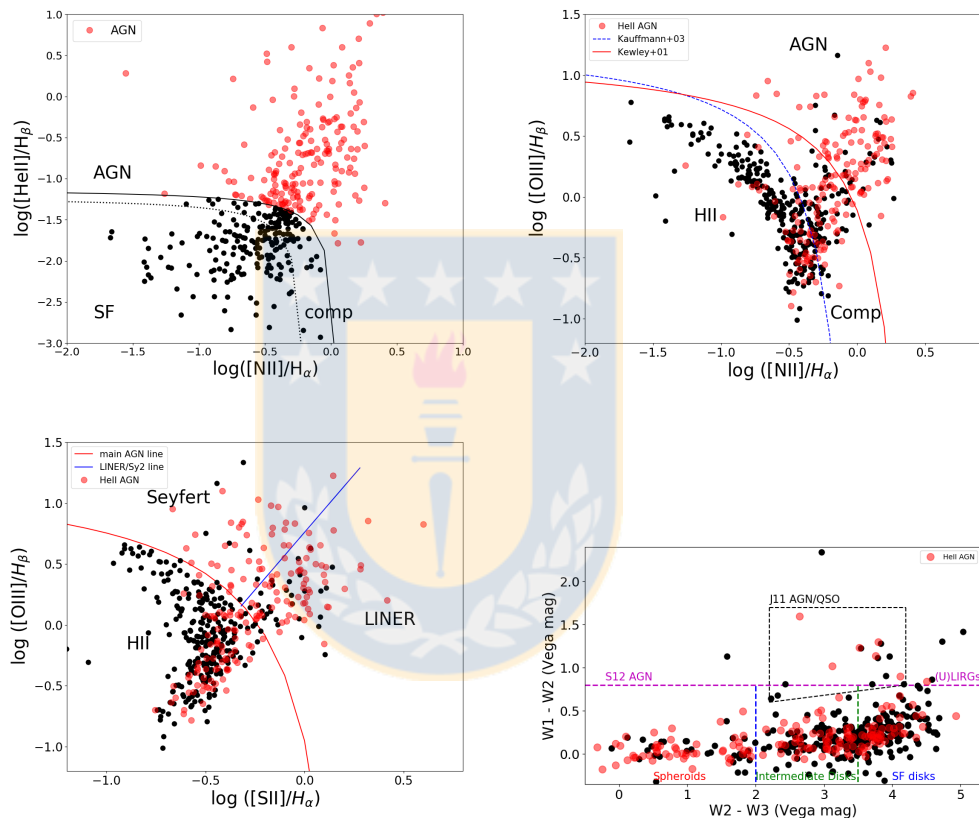 AGN
log([HeII]/Hβ)
1.0
0.5
0.0
−0.5
−1.0
−1.5
−2.0
−2.5
−3.0
AGN
SF
comp
−2.0 −1.5 −1.0 −0.5 0.0 0.5 1.0
log([NII]/Hα)
HeII AGN
Kauffmann+03
Kewley+01
log ([OIII]/Hβ)
1.5
1.0
0.5
0.0
−0.5
−1.0
AGN
HII
Comp
−2.0 −1.5 −1.0 −0.5 0.0 0.5
log ([NII]/Hα)
main AGN line
LINER/Sy2 line
HeII AGN
log ([OIII]/Hβ)
1.5
1.0
0.5
0.0
−0.5
−1.0
Seyfert
HII
LINER
−1.0 −0.5 0.0 0.5
log ([SII]/Hα)
HeII AGN
W1 - W2 (Vega mag)
2.0
1.5
1.0
0.5
0.0
J11 AGN/QSO
S12 AGN
(U)LIRGs
Spheroids
Intermediate Disks
SF disks
0 1 2 3 4 5
W2 - W3 (Vega mag)